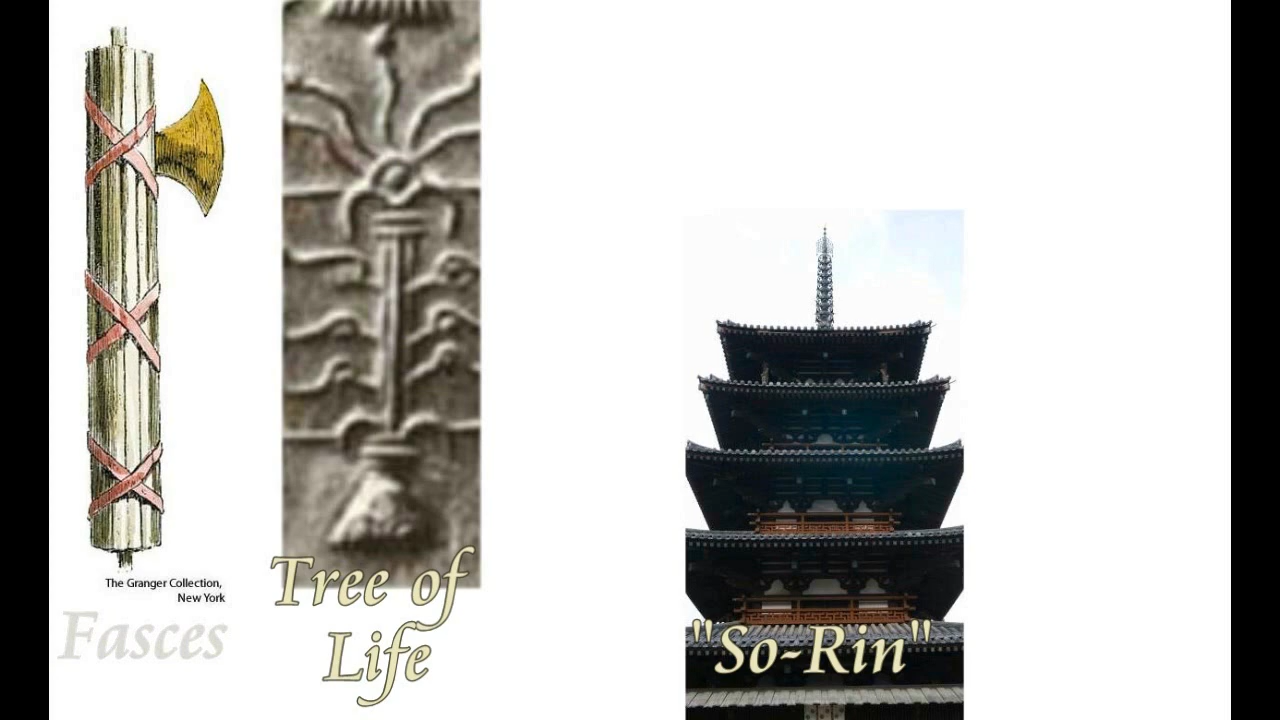 The Granger Collection,
New York
Fasces
Tree of
Life
"So-Rin"